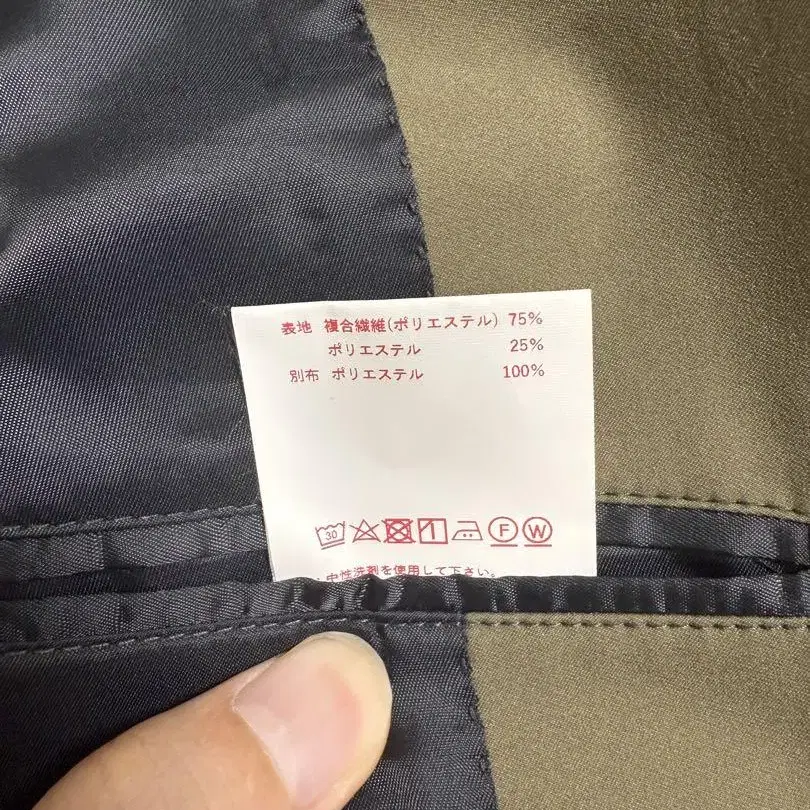 表地 複合繊維(ポリエステル) 75%
ポリエステル 25%
別布 ポリエステル 100%
30 F W
中性洗剤を使用して下さい。